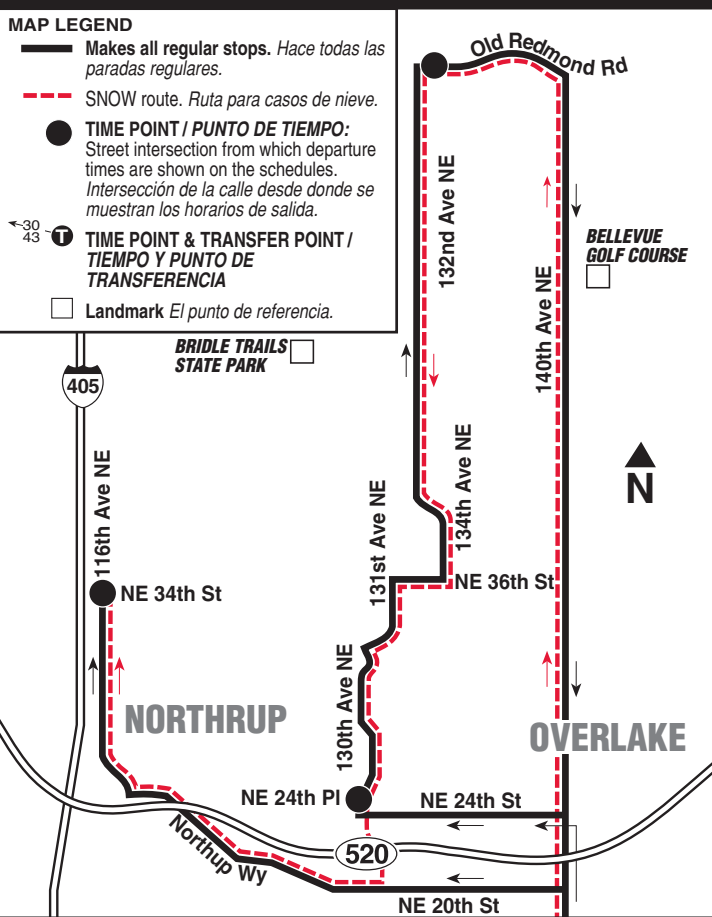 MAP LEGEND
Makes all regular stops. Hace todas las
paradas regulares.
SNOW route. Ruta para casos de nieve.
TIME POINT / PUNTO DE TIEMPO:
Street intersection from which departure
times are shown on the schedules.
Intersección de la calle desde donde se
muestran los horarios de salida.
30
43
T
TIME POINT & TRANSFER POINT /
TIEMPO Y PUNTO DE
TRANSFERENCIA
Landmark El punto de referencia.
Old Redmond Rd
132nd Ave NE
140th Ave NE
BELLEVUE
GOLF COURSE
BRIDLE TRAILS
STATE PARK
405
N
116th Ave NE
131st Ave NE
134th Ave NE
NE 36th St
NE 34th St
130th Ave NE
NORTHRUP
OVERLAKE
NE 24th Pl
NE 24th St
Northup Wy
520
NE 20th St